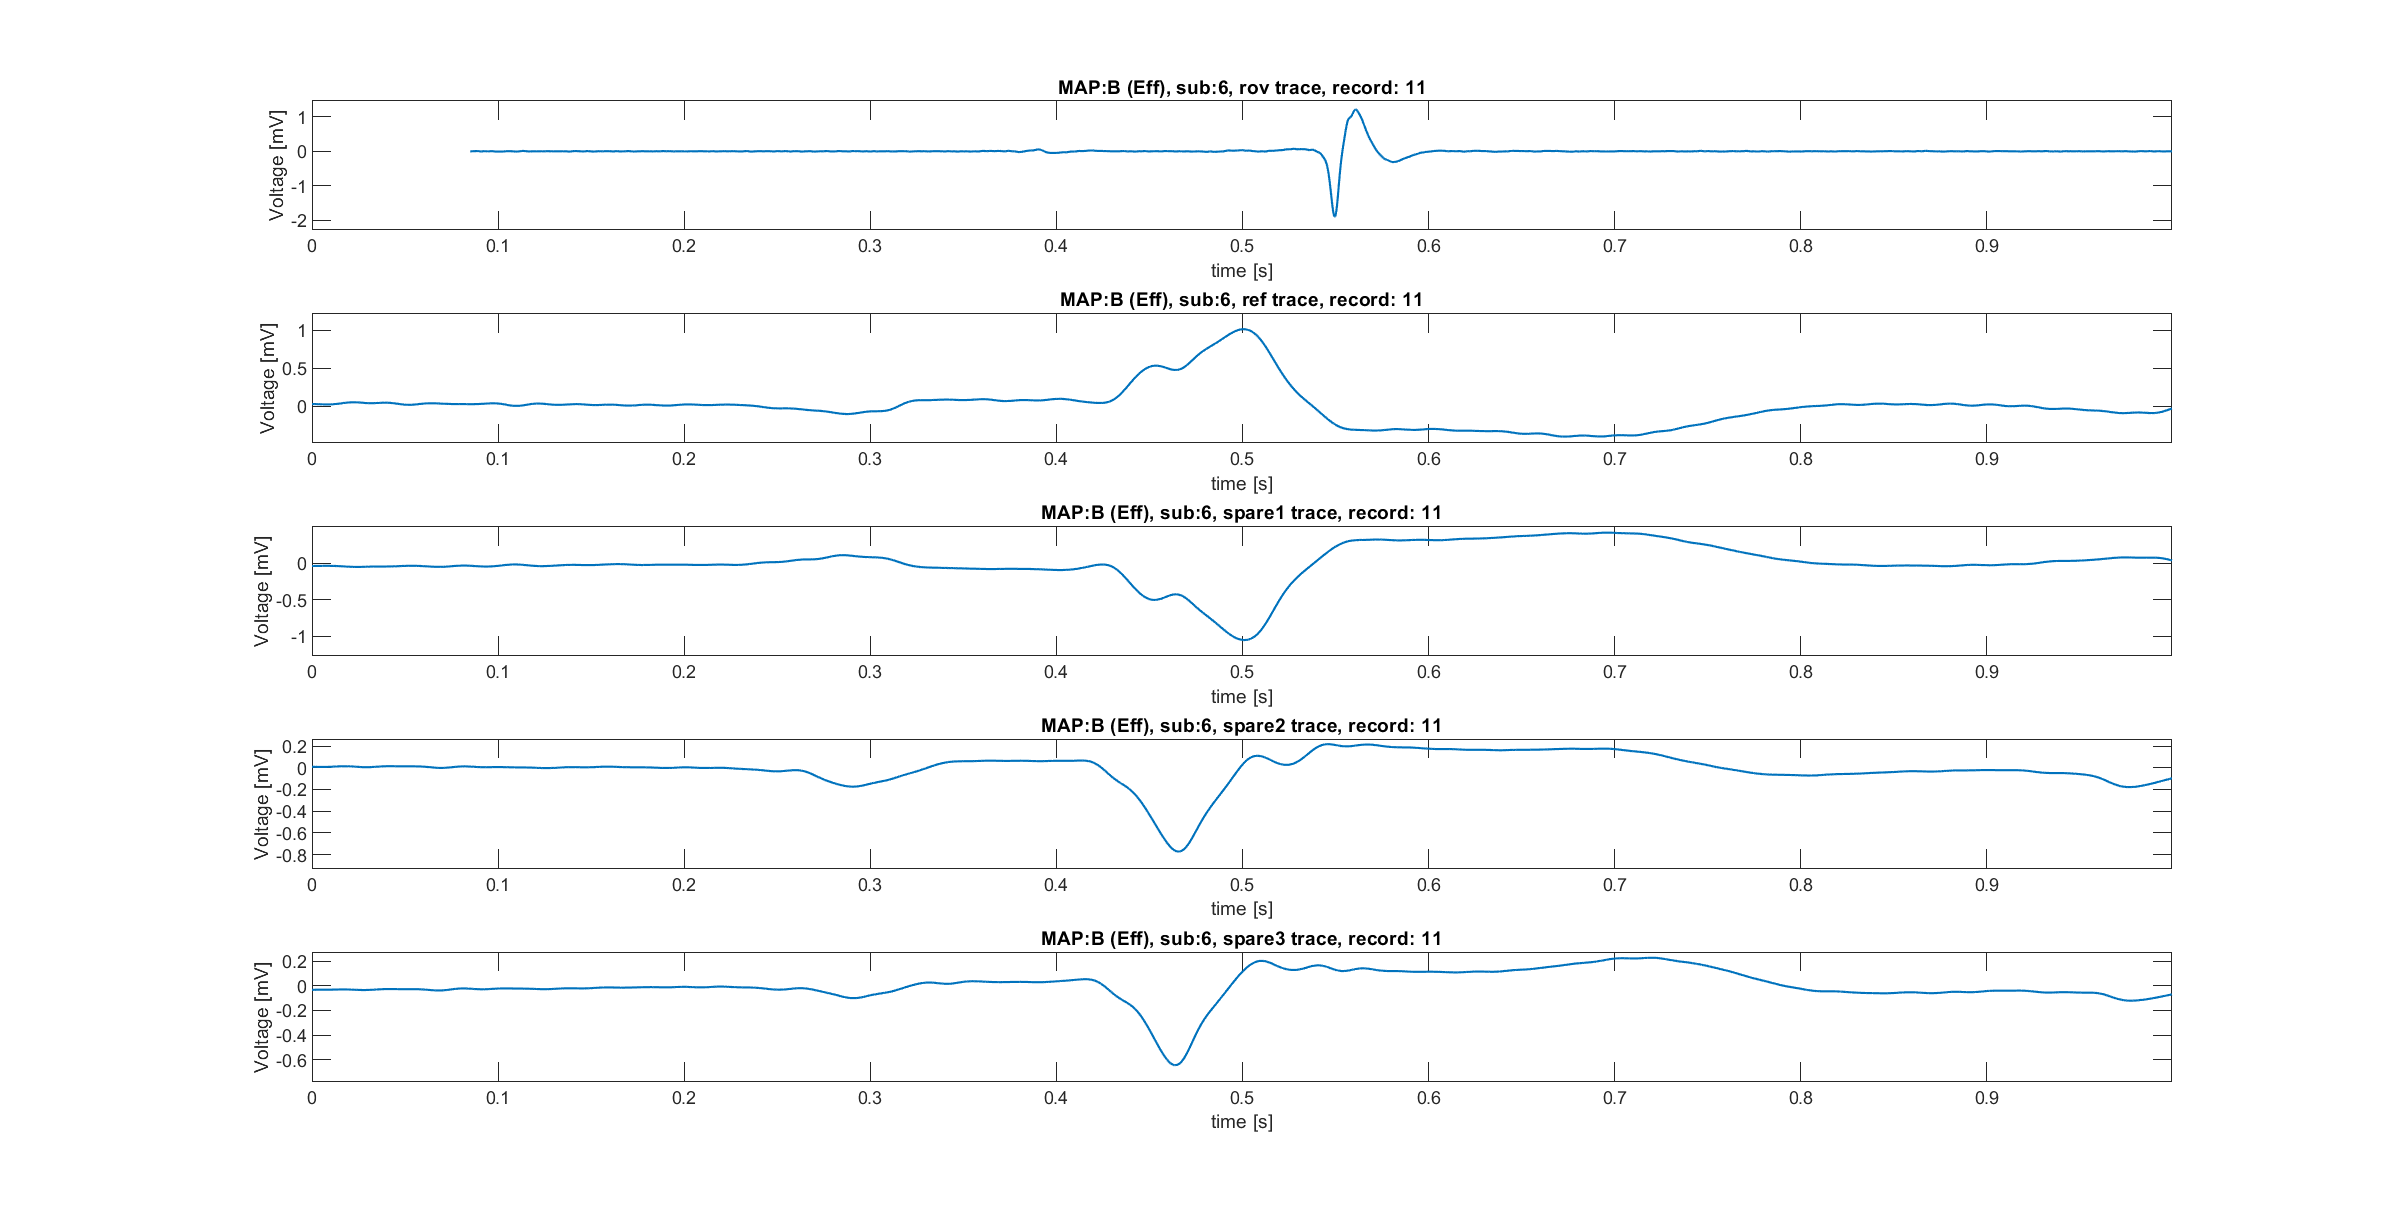 MAP:B (Eff), sub:6, rov trace, record: 11
Voltage [mV]
1
0
-1
-2
0 0.1 0.2 0.3 0.4 0.5 0.6 0.7 0.8 0.9
time [s]
MAP:B (Eff), sub:6, ref trace, record: 11
Voltage [mV]
1
0.5
0
0 0.1 0.2 0.3 0.4 0.5 0.6 0.7 0.8 0.9
time [s]
MAP:B (Eff), sub:6, spare1 trace, record: 11
Voltage [mV]
0
-0.5
-1
0 0.1 0.2 0.3 0.4 0.5 0.6 0.7 0.8 0.9
time [s]
MAP:B (Eff), sub:6, spare2 trace, record: 11
Voltage [mV]
0.2
0
-0.2
-0.4
-0.6
-0.8
0 0.1 0.2 0.3 0.4 0.5 0.6 0.7 0.8 0.9
time [s]
MAP:B (Eff), sub:6, spare3 trace, record: 11
Voltage [mV]
0.2
0
-0.2
-0.4
-0.6
0 0.1 0.2 0.3 0.4 0.5 0.6 0.7 0.8 0.9
time [s]